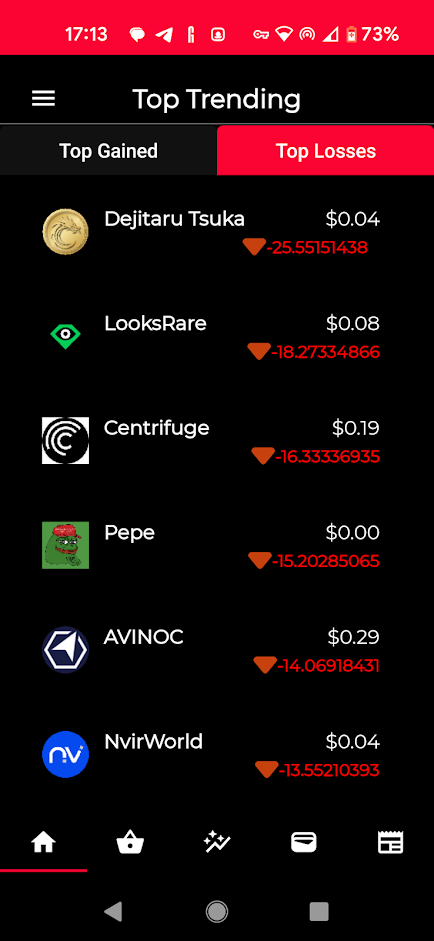 17:13
73%
Top Trending
Top Gained
Top Losses
Dejitaru Tsuka
$0.04
-25.55151438
LooksRare
$0.08
-18.27334866
Centrifuge
$0.19
-16.33336935
Pepe
$0.00
-15.20285065
AVINOC
$0.29
-14.06918431
NvirWorld
$0.04
-13.55210393